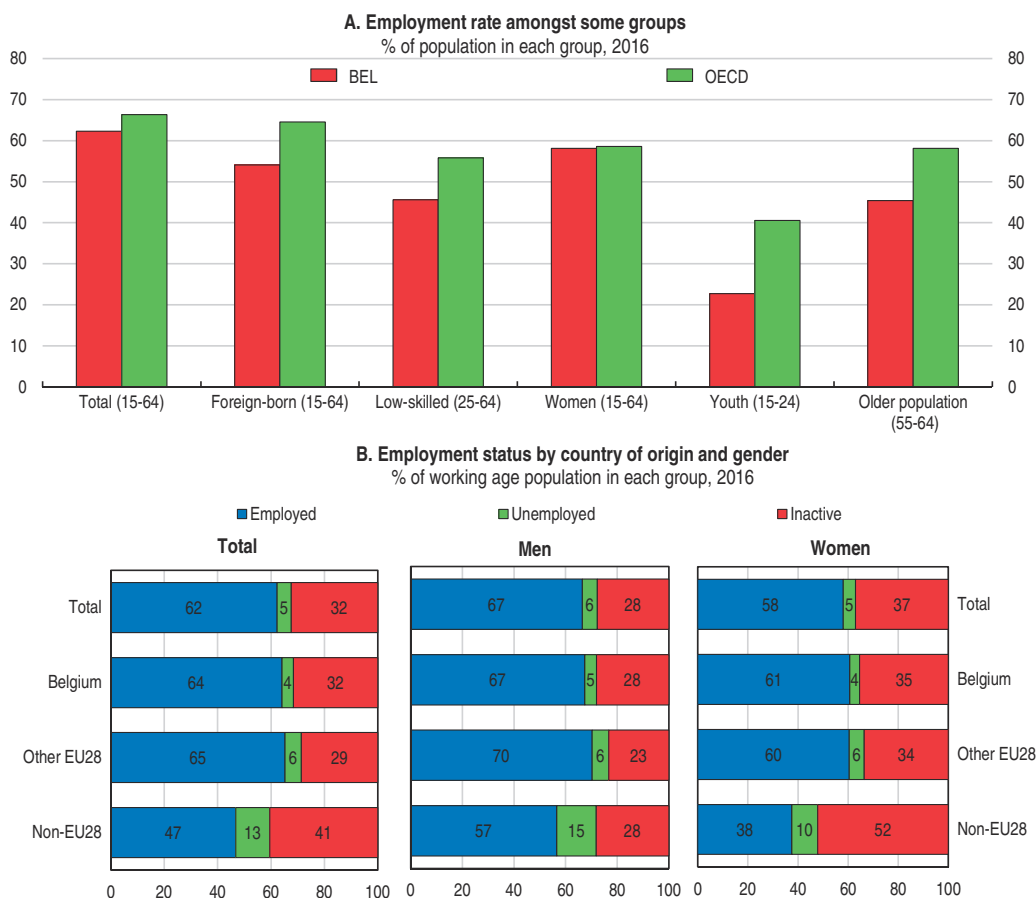 A. Employment rate amongst some groups
% of population in each group, 2016
80 80
BEL OECD
70 70
60 60
50 50
40 40
30 30
20 20
10 10
0 0
Total (15-64) Foreign-born (15-64) Low-skilled (25-64) Women (15-64) Youth (15-24) Older population
(55-64)
B. Employment status by country of origin and gender
% of working age population in each group, 2016
Employed Unemployed Inactive
Total Men Women
Total 62 5 32 67 6 28 58 5 37 Total
Belgium 64 4 32 67 5 28 61 4 35 Belgium
Other EU28 65 6 29 70 6 23 60 6 34 Other EU28
Non-EU28 47 13 41 57 15 28 38 10 52 Non-EU28
0 20 40 60 80 100 0 20 40 60 80 100 0 20 40 60 80 100